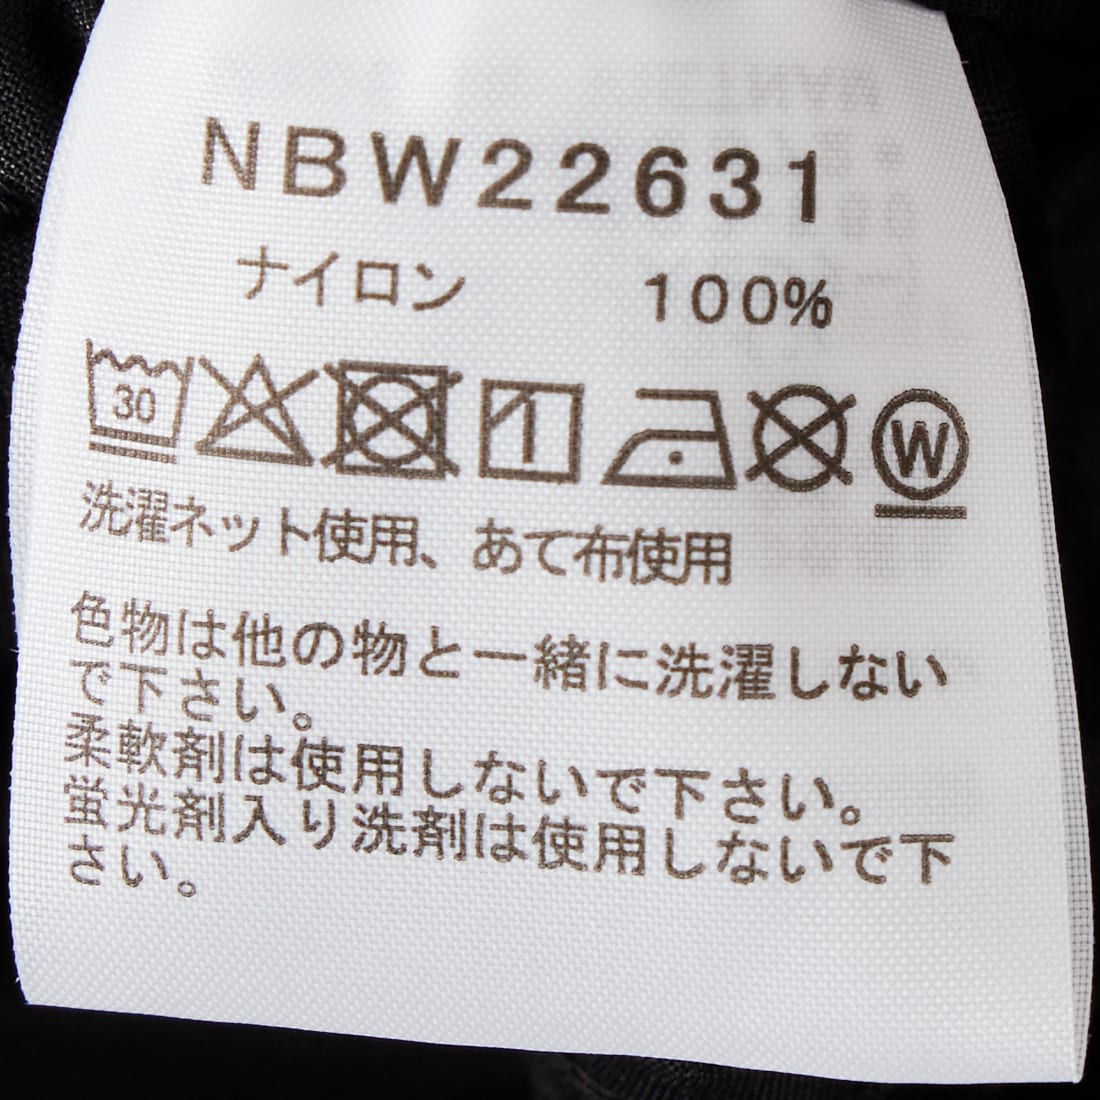 NBW22631
ナイロン 100%
30 W
洗濯ネット使用、あて布使用
色物は他の物と一緒に洗濯しない
で下さい。
柔軟剤は使用しないで下さい。
蛍光剤入り洗剤は使用しないで下
さい。